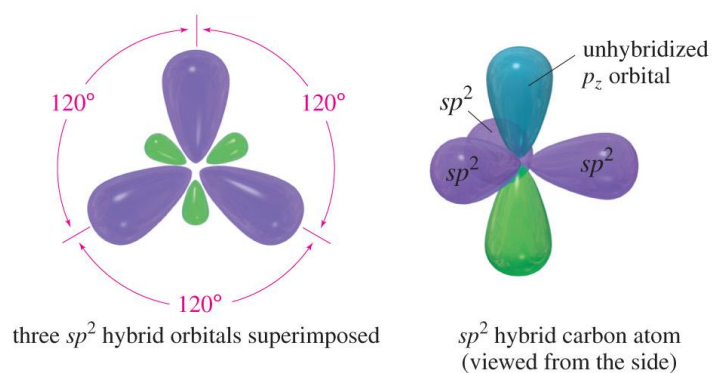 120°
120°
120°
three sp² hybrid orbitals superimposed
unhybridized
p_z orbital
sp²
sp²
sp²
sp² hybrid carbon atom
(viewed from the side)